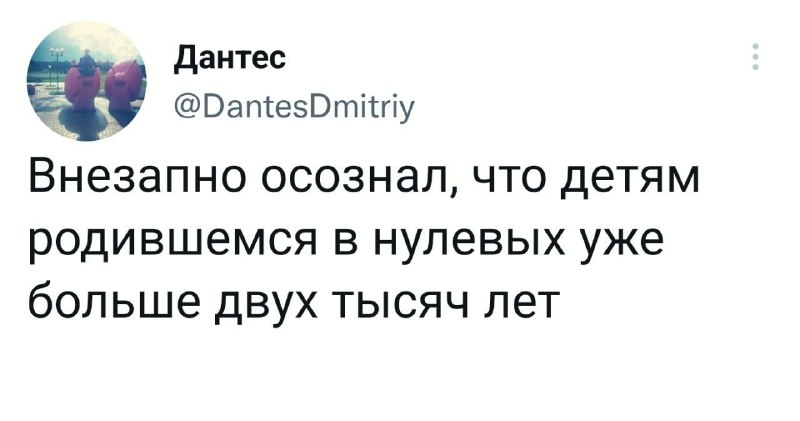 Дантес
@DantesDmitriy
Внезапно осознал, что детям
родившемся в нулевых уже
больше двух тысяч лет